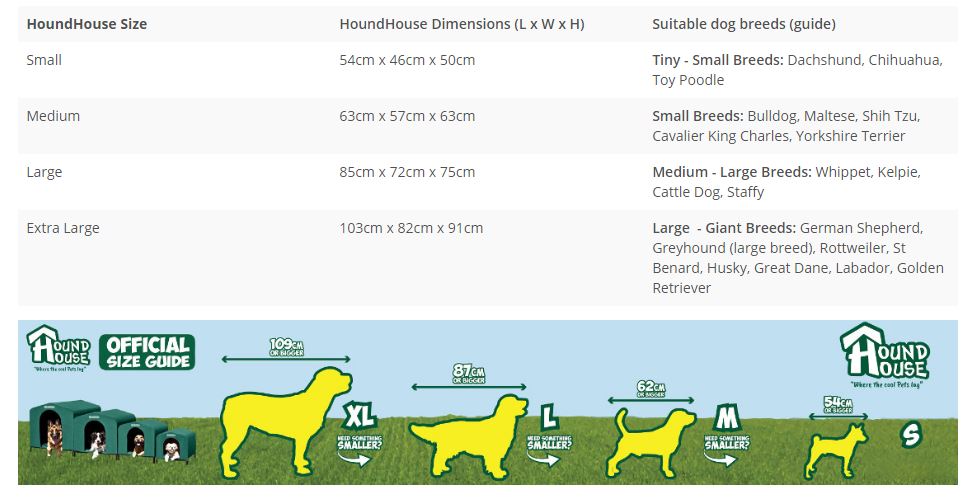 HoundHouse Size HoundHouse Dimensions (L x W x H) Suitable dog breeds (guide)
Small 54cm x 46cm x 50cm Tiny - Small Breeds: Dachshund, Chihuahua,
Toy Poodle
Medium 63cm x 57cm x 63cm Small Breeds: Bulldog, Maltese, Shih Tzu,
Cavalier King Charles, Yorkshire Terrier
Large 85cm x 72cm x 75cm Medium - Large Breeds: Whippet, Kelpie,
Cattle Dog, Staffy
Extra Large 103cm x 82cm x 91cm Large - Giant Breeds: German Shepherd,
Greyhound (large breed), Rottweiler, St
Benard, Husky, Great Dane, Labador, Golden
Retriever
HOUND
HOUSE
"Where the cool Pets lay"
OFFICIAL
SIZE GUIDE
109CM
OR BIGGER
XL
NEED SOMETHING
SMALLER?
87CM
OR BIGGER
L
NEED SOMETHING
SMALLER?
62CM
OR BIGGER
M
NEED SOMETHING
SMALLER?
54CM
OR BIGGER
S
HOUND
HOUSE
"Where the cool Pets lay"